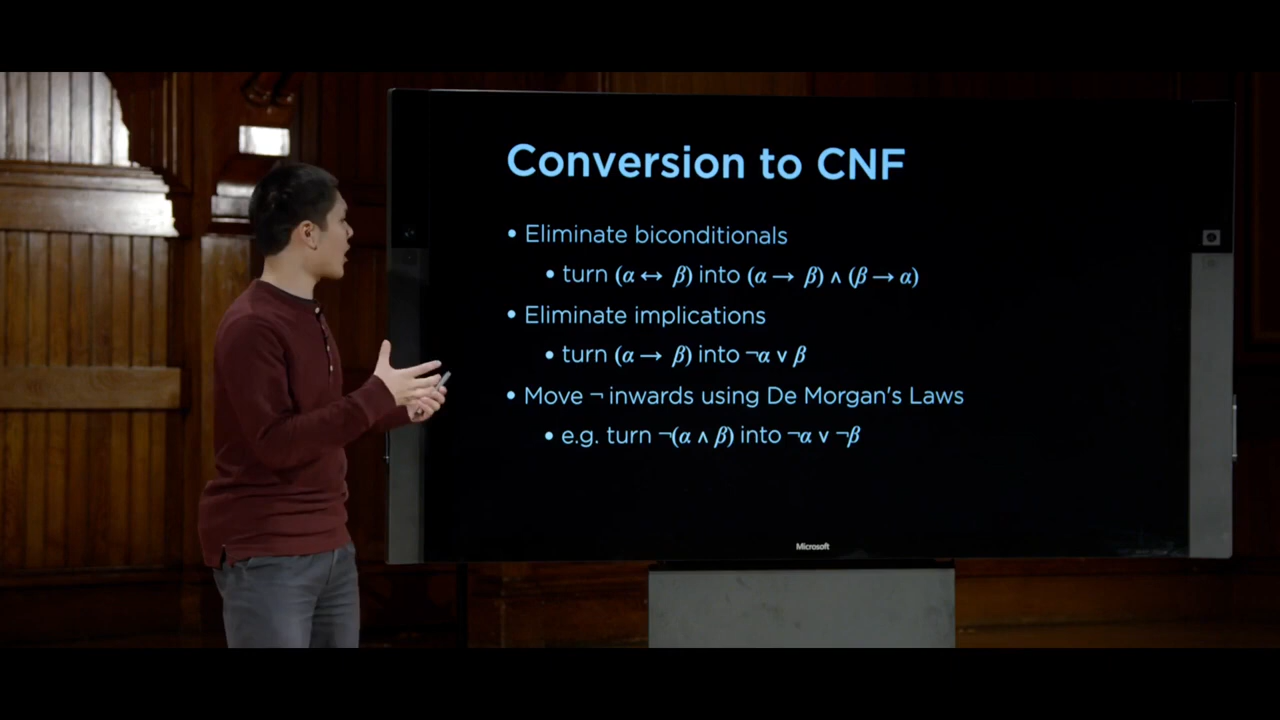 Conversion to CNF
• Eliminate biconditionals
• turn (α ↔ β) into (α → β) ∧ (β → α)
• Eliminate implications
• turn (α → β) into ¬α ∨ β
• Move ¬ inwards using De Morgan's Laws
• e.g. turn ¬(α ∧ β) into ¬α ∨ ¬β
Microsoft